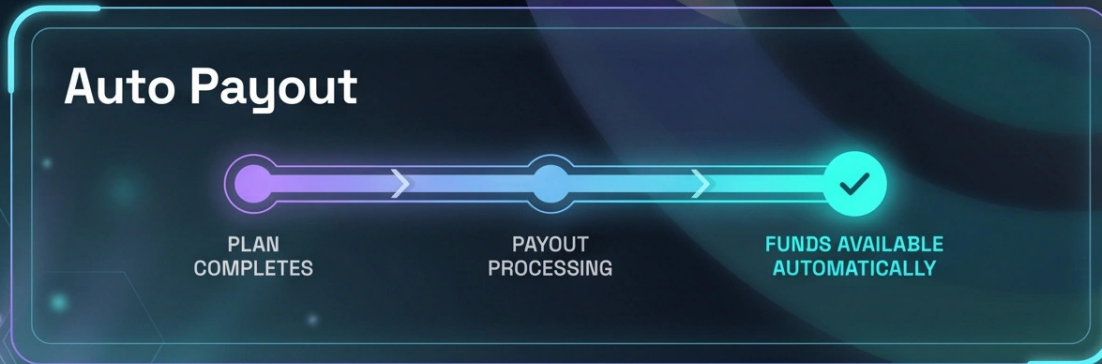 Auto Payout
PLAN
COMPLETES
PAYOUT
PROCESSING
FUNDS AVAILABLE
AUTOMATICALLY